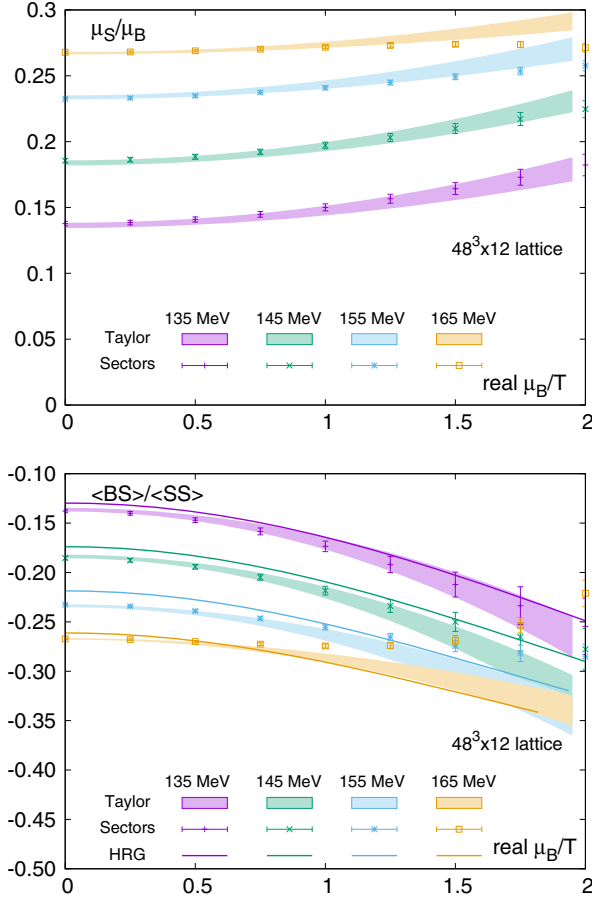 0.3
μS/μB
0.25
0.2
0.15
48³x12 lattice
0.1
135 MeV 145 MeV 155 MeV 165 MeV
Taylor
0.05
Sectors
real μB/T
0
0 0.5 1 1.5 2
-0.10
<BS>/<SS>
-0.15
-0.20
-0.25
-0.30
-0.35
48³x12 lattice
-0.40
135 MeV 145 MeV 155 MeV 165 MeV
Taylor
-0.45
Sectors
HRG
real μB/T
-0.50
0 0.5 1 1.5 2